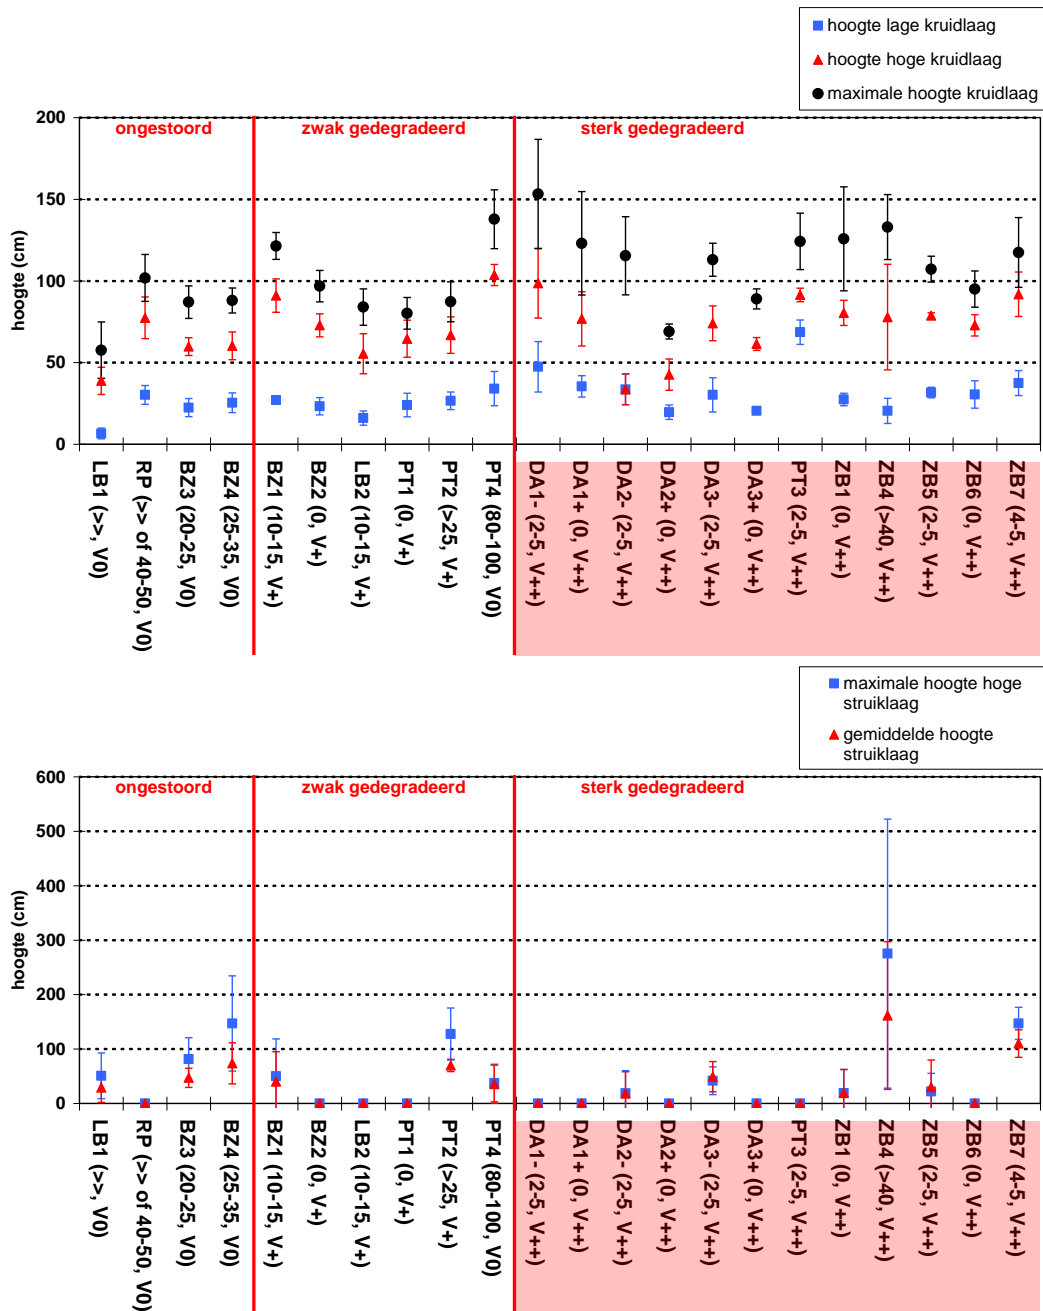 hoogte lage kruidlaag
hoogte hoge kruidlaag
maximale hoogte kruidlaag
ongestoord
zwak gedegradeerd
sterk gedegradeerd
hoogte (cm)
200
150
100
50
0
LB1 (>>, V0)
RP (>> of 40-50, V0)
BZ3 (20-25, V0)
BZ4 (25-35, V0)
BZ1 (10-15, V+)
BZ2 (0, V+)
LB2 (10-15, V+)
PT1 (0, V+)
PT2 (>25, V+)
PT4 (80-100, V0)
DA1- (2-5, V++)
DA1+ (0, V++)
DA2- (2-5, V++)
DA2+ (0, V++)
DA3- (2-5, V++)
DA3+ (0, V++)
PT3 (2-5, V++)
ZB1 (0, V++)
ZB4 (>40, V++)
ZB5 (2-5, V++)
ZB6 (0, V++)
ZB7 (4-5, V++)
maximale hoogte hoge
struiklaag
gemiddelde hoogte
struiklaag
ongestoord
zwak gedegradeerd
sterk gedegradeerd
hoogte (cm)
600
500
400
300
200
100
0
LB1 (>>, V0)
RP (>> of 40-50, V0)
BZ3 (20-25, V0)
BZ4 (25-35, V0)
BZ1 (10-15, V+)
BZ2 (0, V+)
LB2 (10-15, V+)
PT1 (0, V+)
PT2 (>25, V+)
PT4 (80-100, V0)
DA1- (2-5, V++)
DA1+ (0, V++)
DA2- (2-5, V++)
DA2+ (0, V++)
DA3- (2-5, V++)
DA3+ (0, V++)
PT3 (2-5, V++)
ZB1 (0, V++)
ZB4 (>40, V++)
ZB5 (2-5, V++)
ZB6 (0, V++)
ZB7 (4-5, V++)